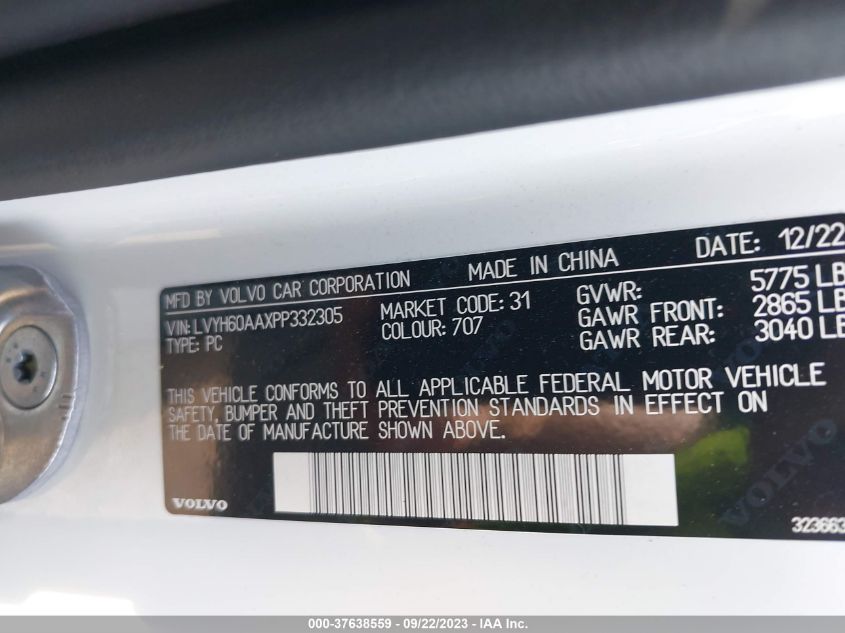 MFD BY VOLVO CAR CORPORATION MADE IN CHINA DATE: 12/22
VIN: LVYH60AAXPP332305 MARKET CODE: 31 GVWR: 5775 LB
TYPE: PC COLOUR: 707 GAWR FRONT: 2865 LB
GAWR REAR: 3040 LB
THIS VEHICLE CONFORMS TO ALL APPLICABLE FEDERAL MOTOR VEHICLE
SAFETY, BUMPER AND THEFT PREVENTION STANDARDS IN EFFECT ON
THE DATE OF MANUFACTURE SHOWN ABOVE.
VOLVO
VOLVO
323663
000-37638559 - 09/22/2023 - IAA Inc.